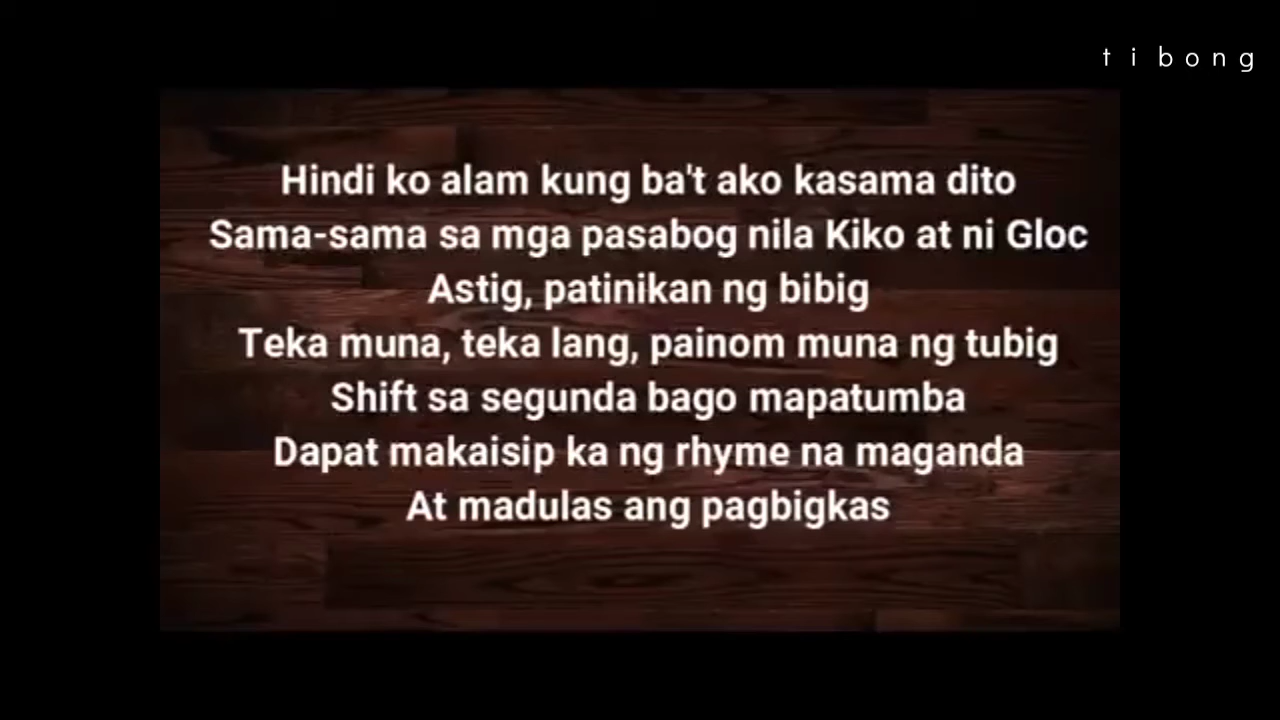 tibong
Hindi ko alam kung ba't ako kasama dito
Sama-sama sa mga pasabog nila Kiko at ni Gloc
Astig, patinikan ng bibig
Teka muna, teka lang, painom muna ng tubig
Shift sa segunda bago mapatumba
Dapat makaisip ka ng rhyme na maganda
At madulas ang pagbigkas